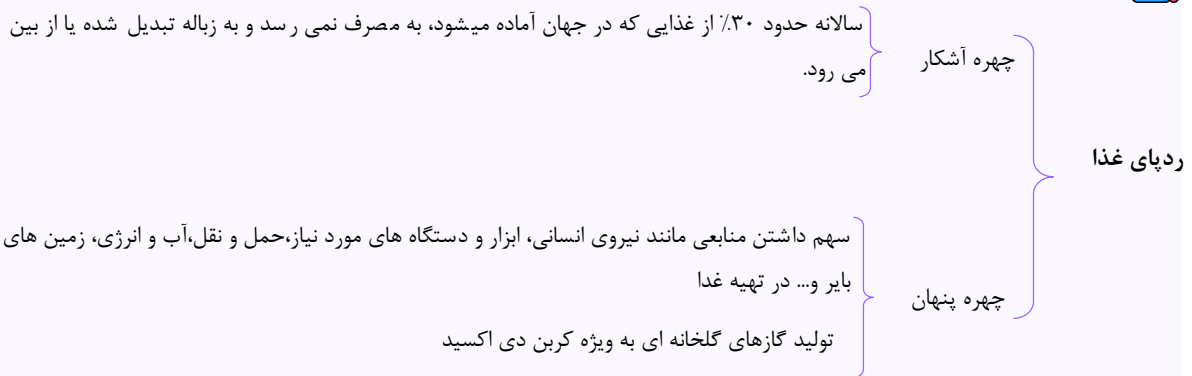 ردپای غذا
چهره آشکار
سالانه حدود ۳۰٪ از غذایی که در جهان آماده میشود، به مصرف نمی رسد و به زباله تبدیل شده یا از بین
می رود.
چهره پنهان
سهم داشتن منابعی مانند نیروی انسانی، ابزار و دستگاه های مورد نیاز،حمل و نقل،آب و انرژی، زمین های
بایر و... در تهیه غدا
تولید گازهای گلخانه ای به ویژه کربن دی اکسید